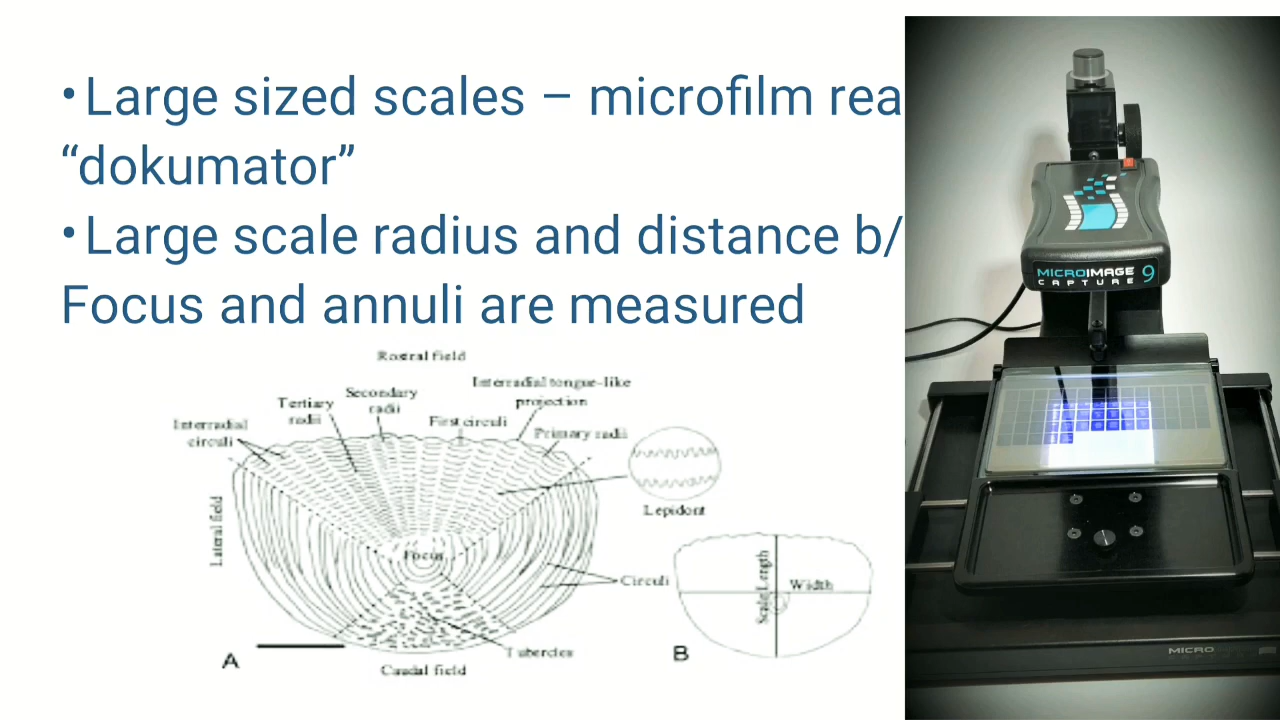 • Large sized scales – microfilm rea
“dokumator”
• Large scale radius and distance b/
Focus and annuli are measured
Rostral field
Interradial tongue-like
projection
Secondary
radii
Tertiary
radii
First circuli
Interradial
circuli
Primary radii
Lateral field
Lepidont
Focus
Circuli
Scale Length
Width
Tubercles
A
B
Caudal field
MICROIMAGE 9
CAPTURE
MICRO